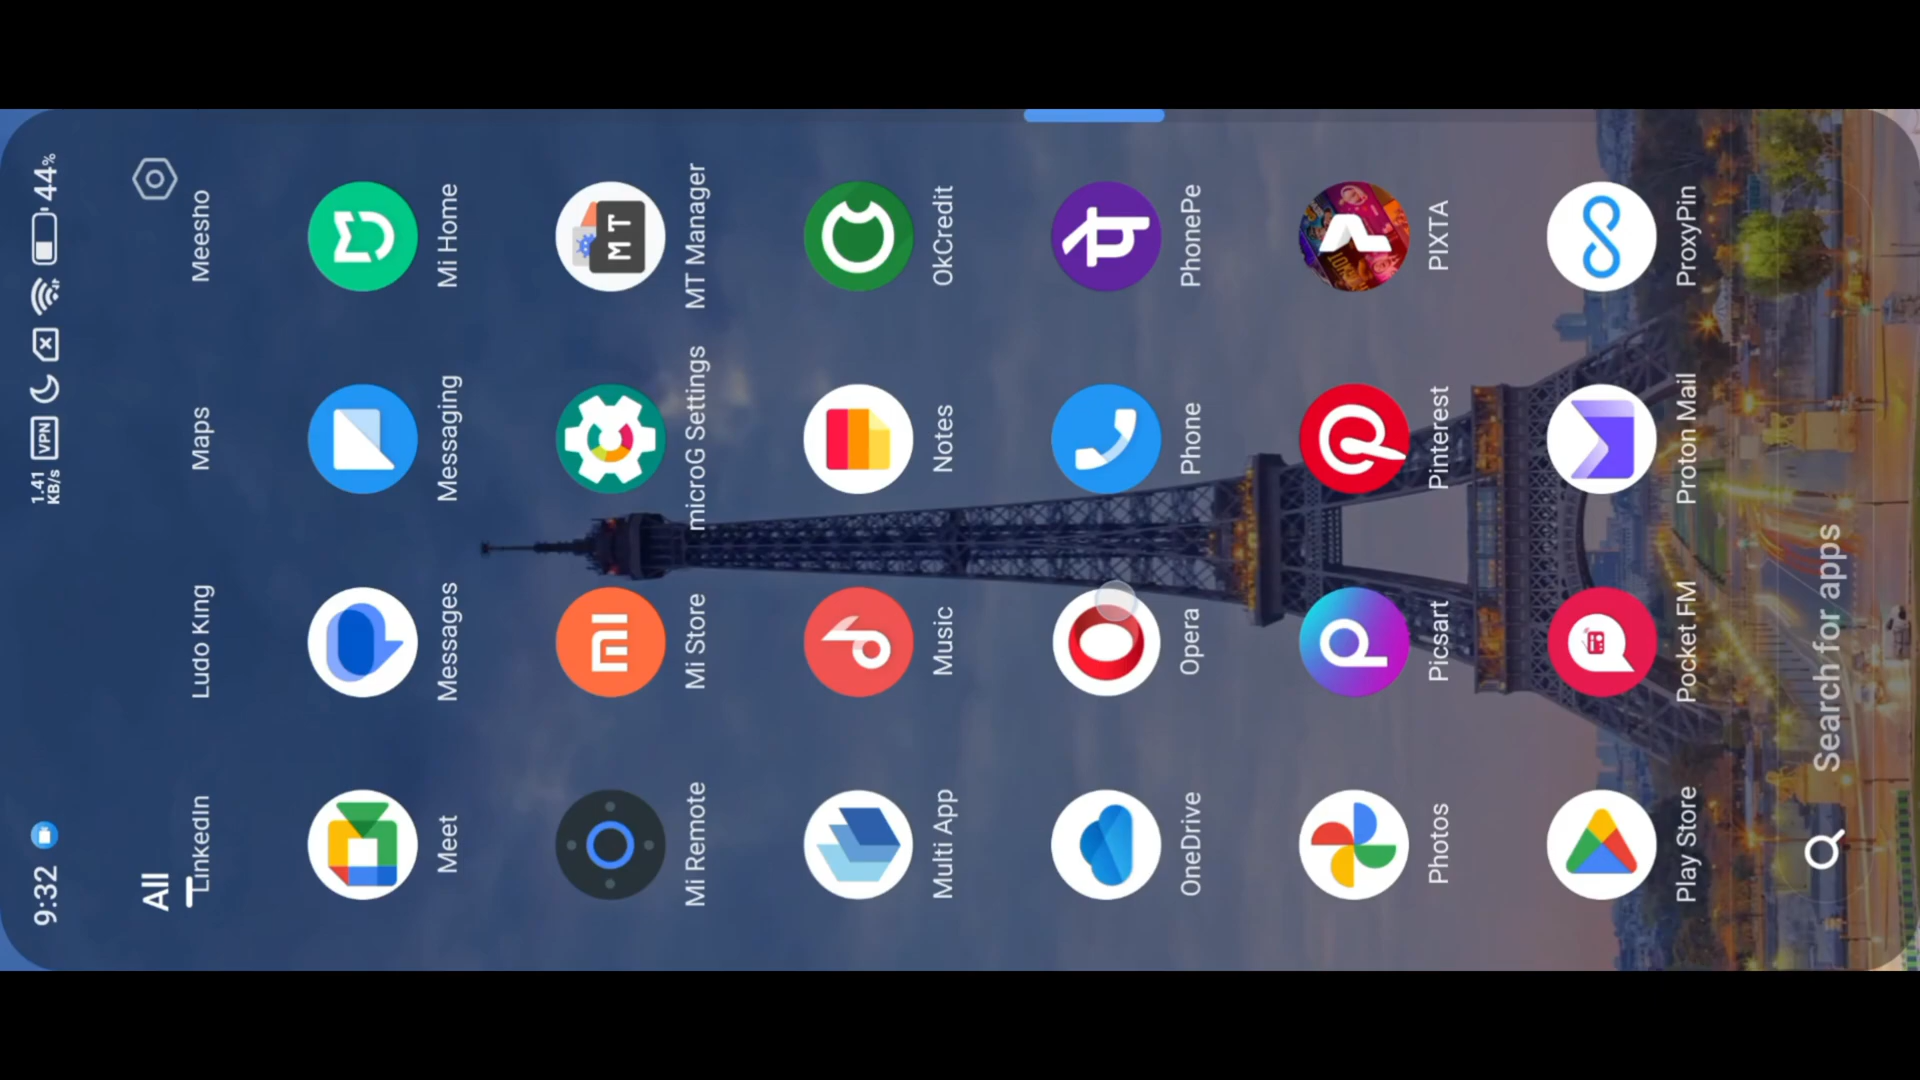 9:32
1.41 KB/s VPN 44%
All
LinkedIn Ludo King Maps Meesho
Meet Messages Messaging Mi Home
Mi Remote Mi Store microG Settings MT Manager
MT
Multi App Music Notes OkCredit
OneDrive Opera Phone PhonePe
Photos Picsart Pinterest PIXTA
Play Store Pocket FM Proton Mail ProxyPin
Search for apps